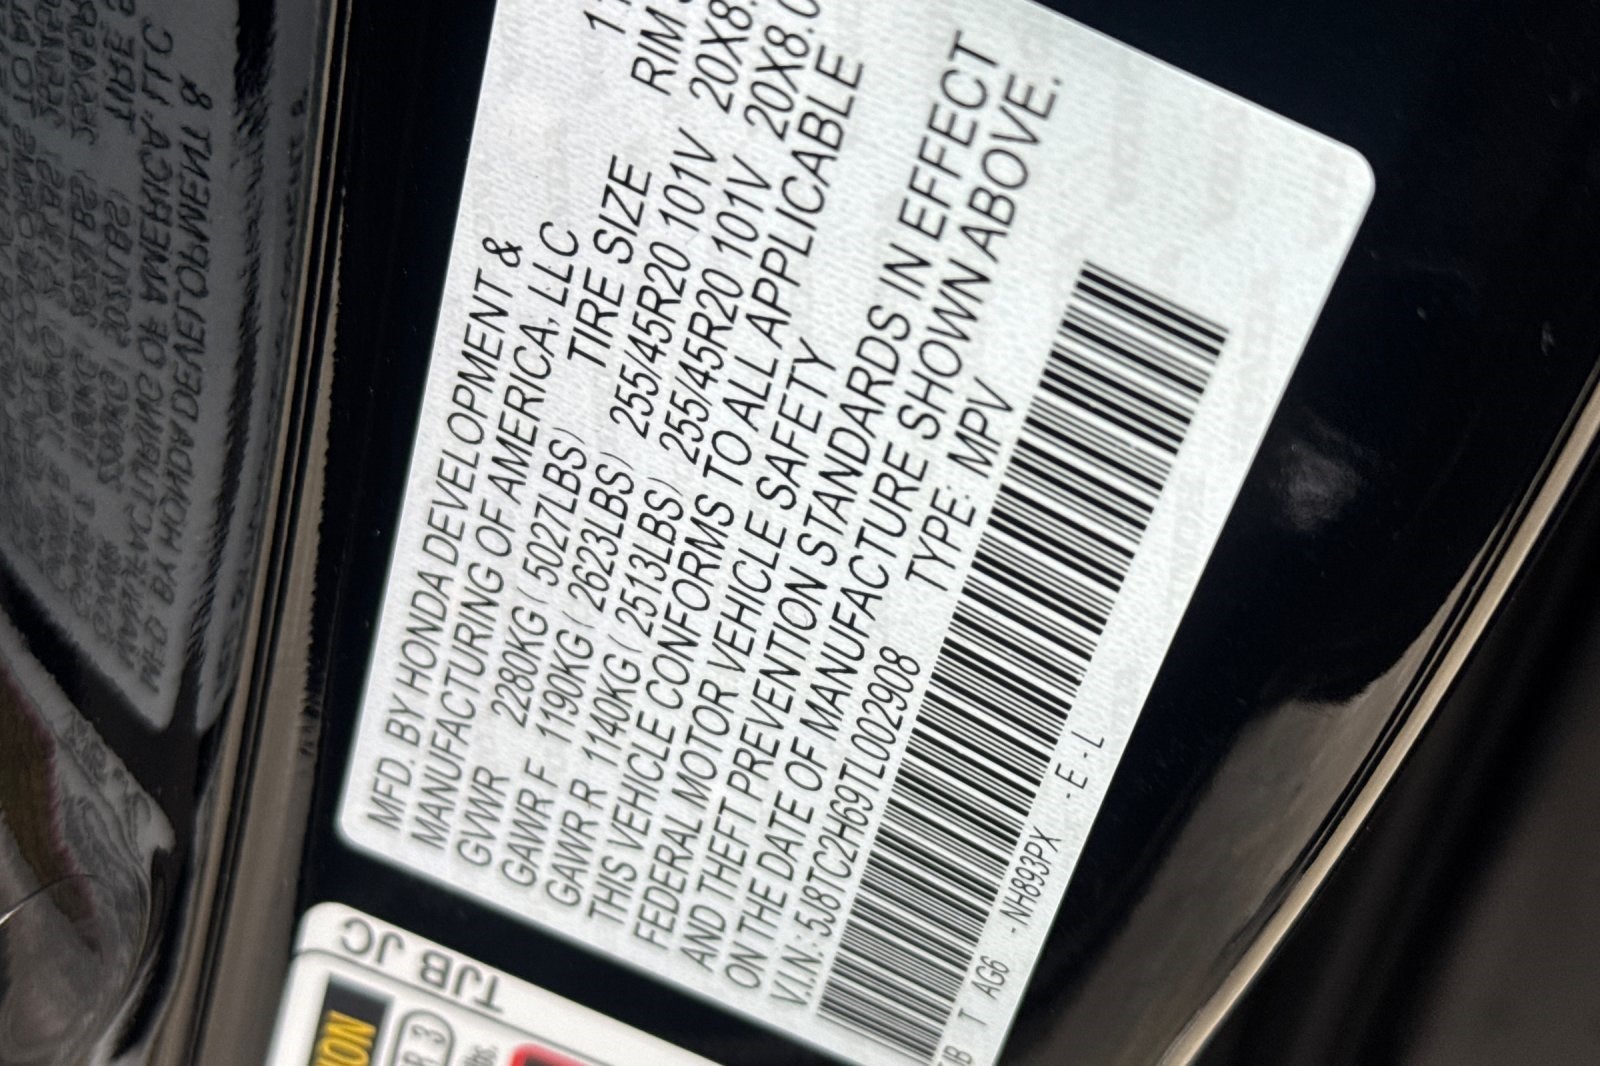 11
MFD. BY HONDA DEVELOPMENT &
MANUFACTURING OF AMERICA, LLC
GVWR 2280KG ( 5027LBS) TIRE SIZE RIM
GAWR F 1190KG ( 2623LBS) 255/45R20 101V 20X8.
GAWR R 1140KG ( 2513LBS) 255/45R20 101V 20X8.0
THIS VEHICLE CONFORMS TO ALL APPLICABLE
FEDERAL MOTOR VEHICLE SAFETY
AND THEFT PREVENTION STANDARDS IN EFFECT
ON THE DATE OF MANUFACTURE SHOWN ABOVE.
V.I.N.: 5J8TC2H69TL002908 TYPE: MPV
T AG6 -NH893PX -E-L
TJB JC
R 3